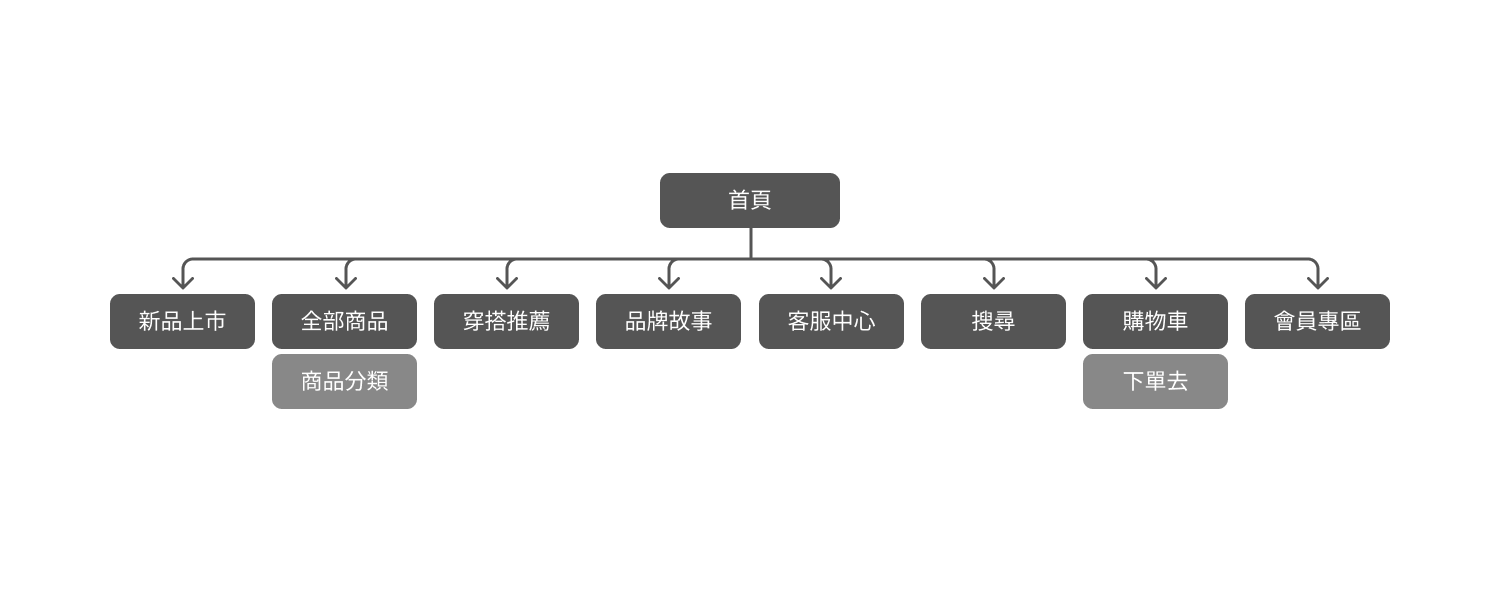 首頁
新品上市
全部商品
穿搭推薦
品牌故事
客服中心
搜尋
購物車
會員專區
商品分類
下單去